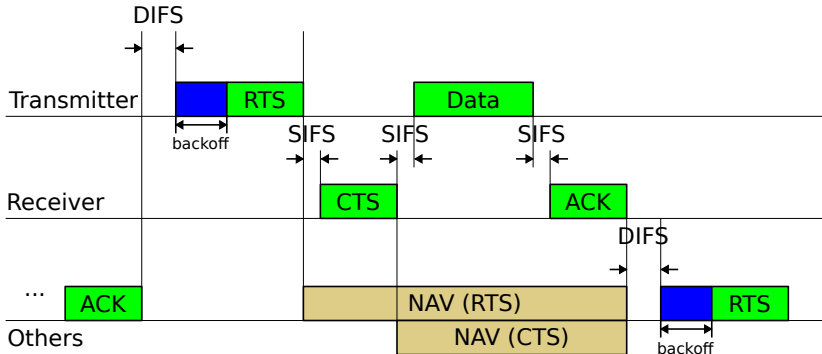 DIFS
Transmitter RTS Data
backoff SIFS SIFS SIFS
Receiver CTS ACK
DIFS
... ACK NAV (RTS) RTS
Others NAV (CTS) backoff